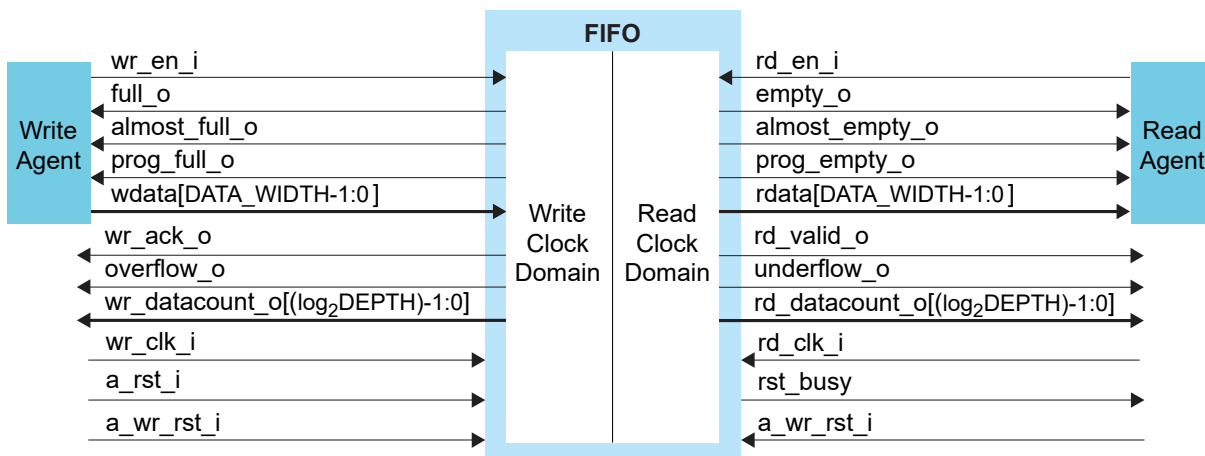 FIFO
wr_en_i
full_o
almost_full_o
prog_full_o
wdata[DATA_WIDTH-1:0]
Write
Agent
wr_ack_o
overflow_o
wr_datacount_o[(log₂DEPTH)-1:0]
wr_clk_i
a_rst_i
a_wr_rst_i
Write
Clock
Domain
Read
Clock
Domain
rd_en_i
empty_o
almost_empty_o
prog_empty_o
rdata[DATA_WIDTH-1:0]
Read
Agent
rd_valid_o
underflow_o
rd_datacount_o[(log₂DEPTH)-1:0]
rd_clk_i
rst_busy
a_wr_rst_i